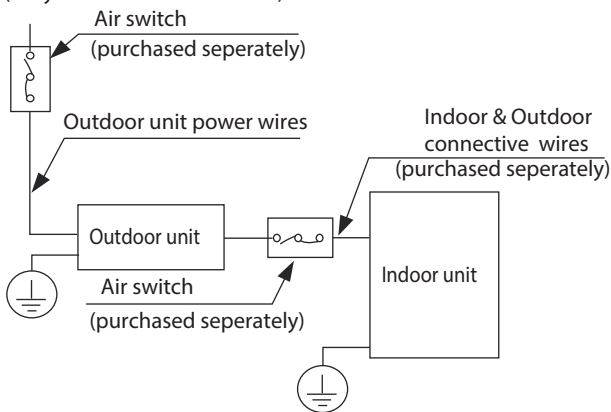 Air switch
(purchased seperately)
Outdoor unit power wires
Indoor & Outdoor
connective wires
(purchased seperately)
Outdoor unit
Indoor unit
Air switch
(purchased seperately)